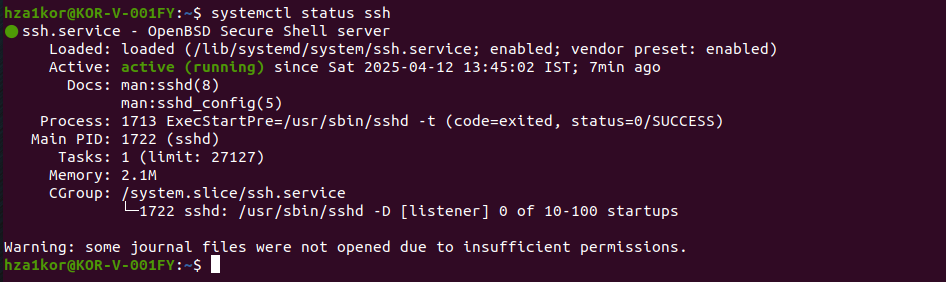 hza1kor@KOR-V-001FY:~$ systemctl status ssh
● ssh.service - OpenBSD Secure Shell server
     Loaded: loaded (/lib/systemd/system/ssh.service; enabled; vendor preset: enabled)
     Active: active (running) since Sat 2025-04-12 13:45:02 IST; 7min ago
       Docs: man:sshd(8)
             man:sshd_config(5)
    Process: 1713 ExecStartPre=/usr/sbin/sshd -t (code=exited, status=0/SUCCESS)
   Main PID: 1722 (sshd)
      Tasks: 1 (limit: 27127)
     Memory: 2.1M
     CGroup: /system.slice/ssh.service
             └─1722 sshd: /usr/sbin/sshd -D [listener] 0 of 10-100 startups
Warning: some journal files were not opened due to insufficient permissions.
hza1kor@KOR-V-001FY:~$